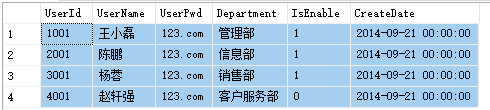 UserId UserName UserPwd Department IsEnable CreateDate
1 1001 王小磊 123.com 管理部 1 2014-09-21 00:00:00
2 2001 陈鹏 123.com 信息部 1 2014-09-21 00:00:00
3 3001 杨蓉 123.com 销售部 1 2014-09-21 00:00:00
4 4001 赵轩强 123.com 客户服务部 0 2014-09-21 00:00:00